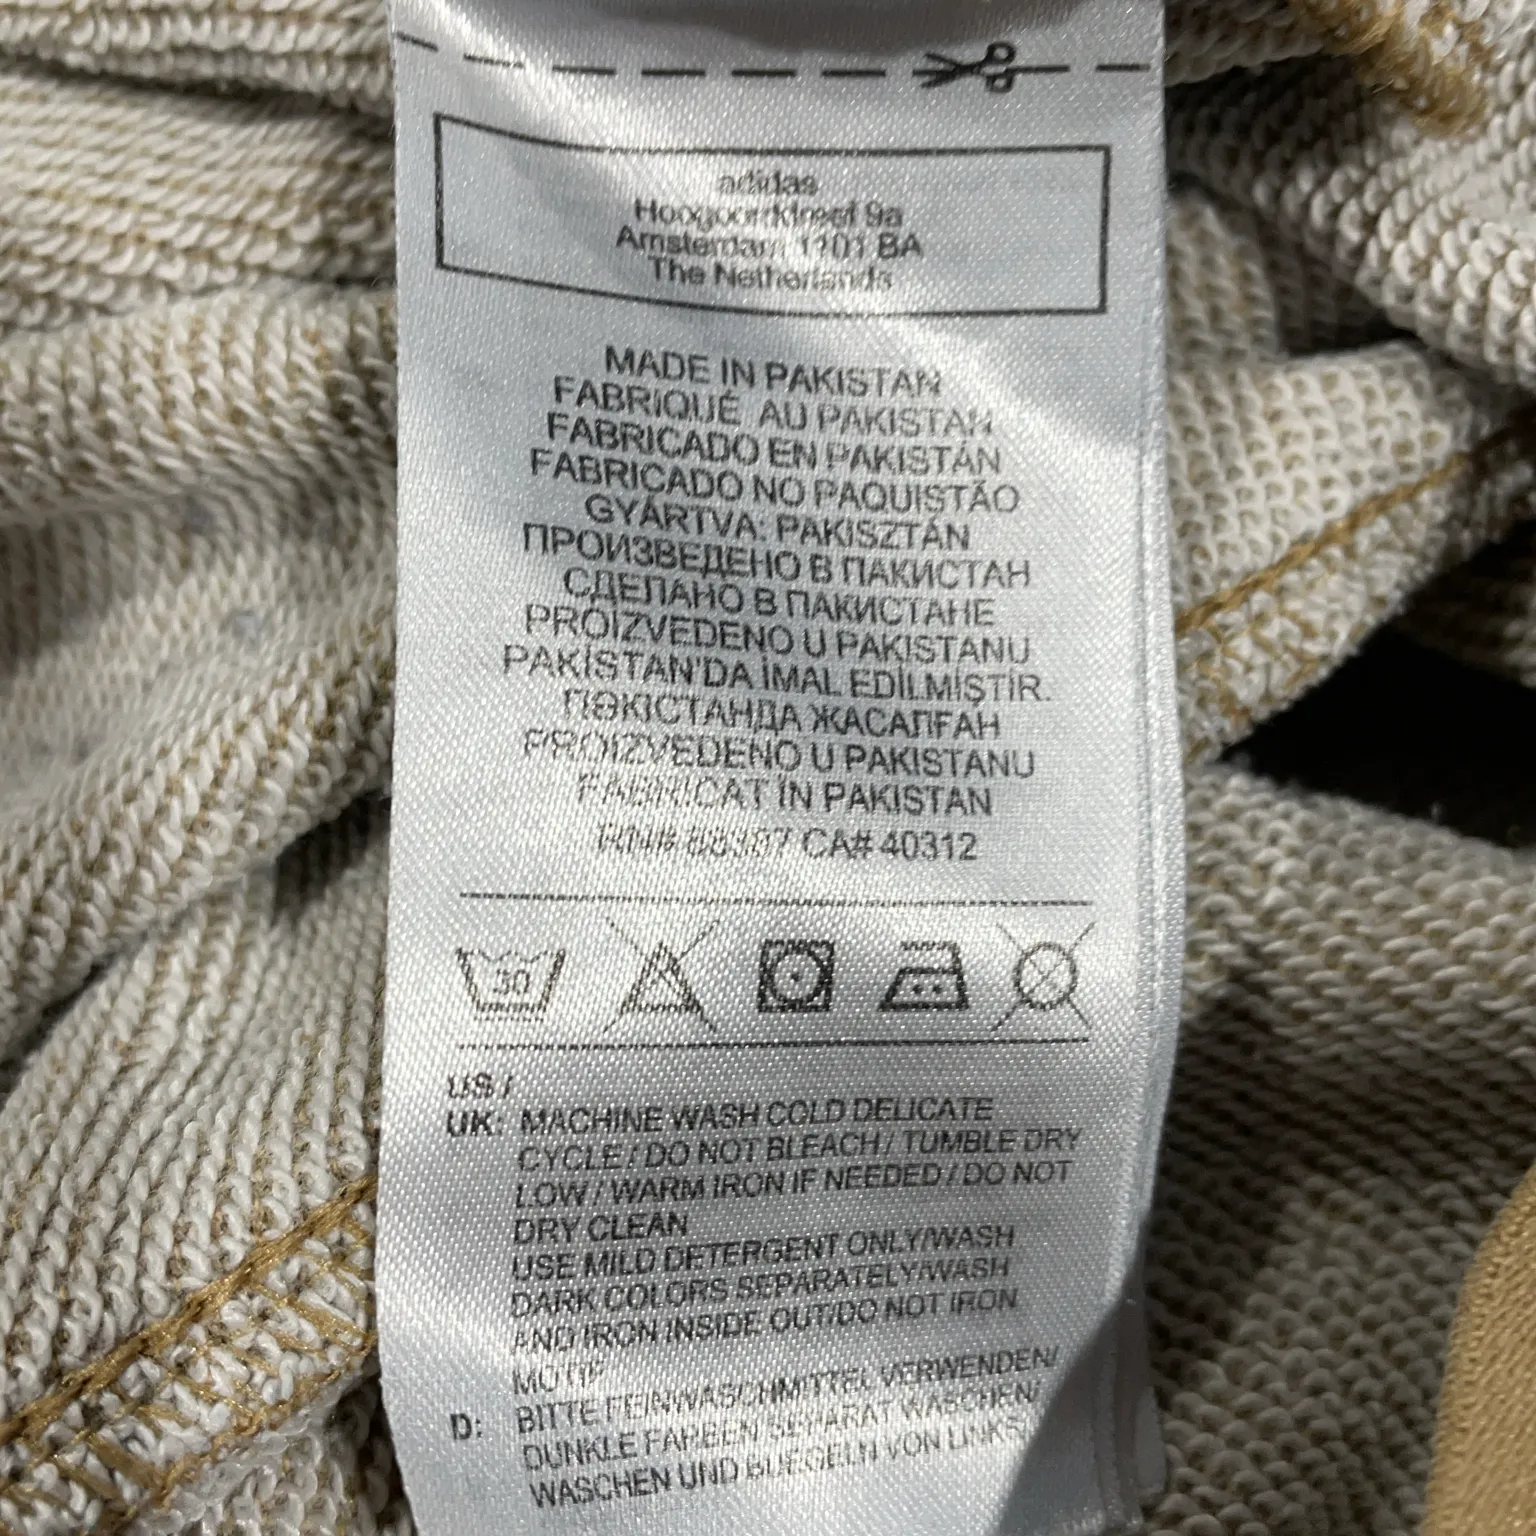 adidas
Hoogoorddreef 9a
Amsterdam 1101 BA
The Netherlands
MADE IN PAKISTAN
FABRIQUÉ AU PAKISTAN
FABRICADO EN PAKISTÁN
FABRICADO NO PAQUISTÃO
GYÁRTVA: PAKISZTÁN
ПРОИЗВЕДЕНО В ПАКИСТАН
СДЕЛАНО В ПАКИСТАНЕ
PROIZVEDENO U PAKISTANU
PAKİSTAN'DA İMAL EDİLMİŞTİR.
ПӘКІСТАНДА ЖАСАЛҒАН
PROIZVEDENO U PAKISTANU
FABRICAT ÎN PAKISTAN
RN# 88387 CA# 40312
30
US /
UK: MACHINE WASH COLD DELICATE
CYCLE / DO NOT BLEACH / TUMBLE DRY
LOW / WARM IRON IF NEEDED / DO NOT
DRY CLEAN
USE MILD DETERGENT ONLY/WASH
DARK COLORS SEPARATELY/WASH
AND IRON INSIDE OUT/DO NOT IRON
MOTIF
D: BITTE FEINWASCHMITTEL VERWENDEN/
DUNKLE FARBEN SEPARAT WASCHEN/
WASCHEN UND BUEGELN VON LINKS/